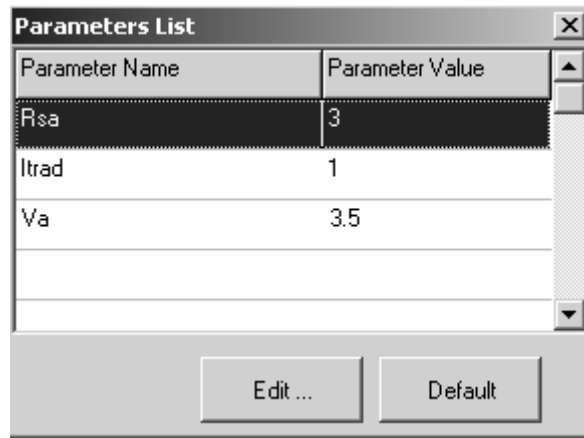 Parameters List
Parameter Name Parameter Value
Rsa 3
Itrad 1
Va 3.5
Edit ... Default